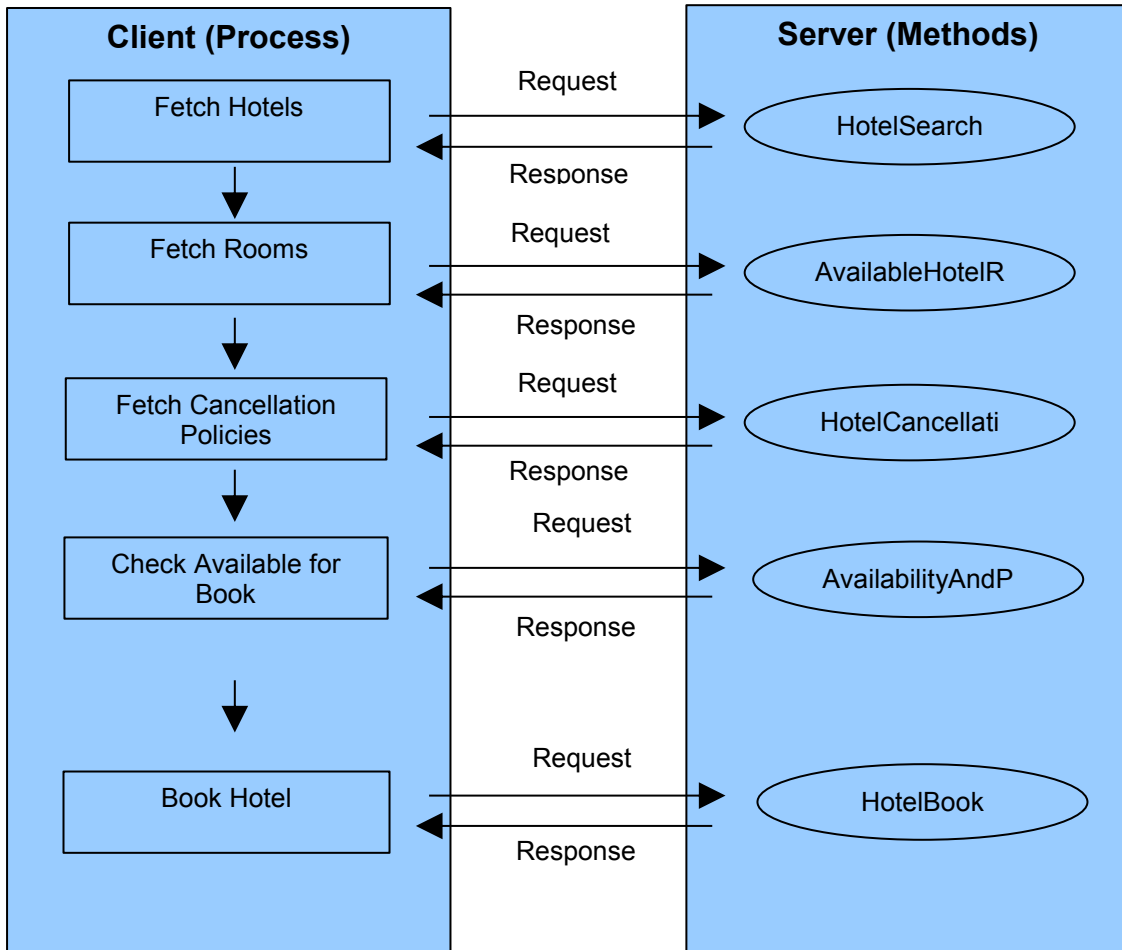 Client (Process)
Server (Methods)
Fetch Hotels
Request
HotelSearch
Response
Fetch Rooms
Request
AvailableHotelR
Response
Fetch Cancellation
Policies
Request
HotelCancellati
Response
Check Available for
Book
Request
AvailabilityAndP
Response
Book Hotel
Request
HotelBook
Response